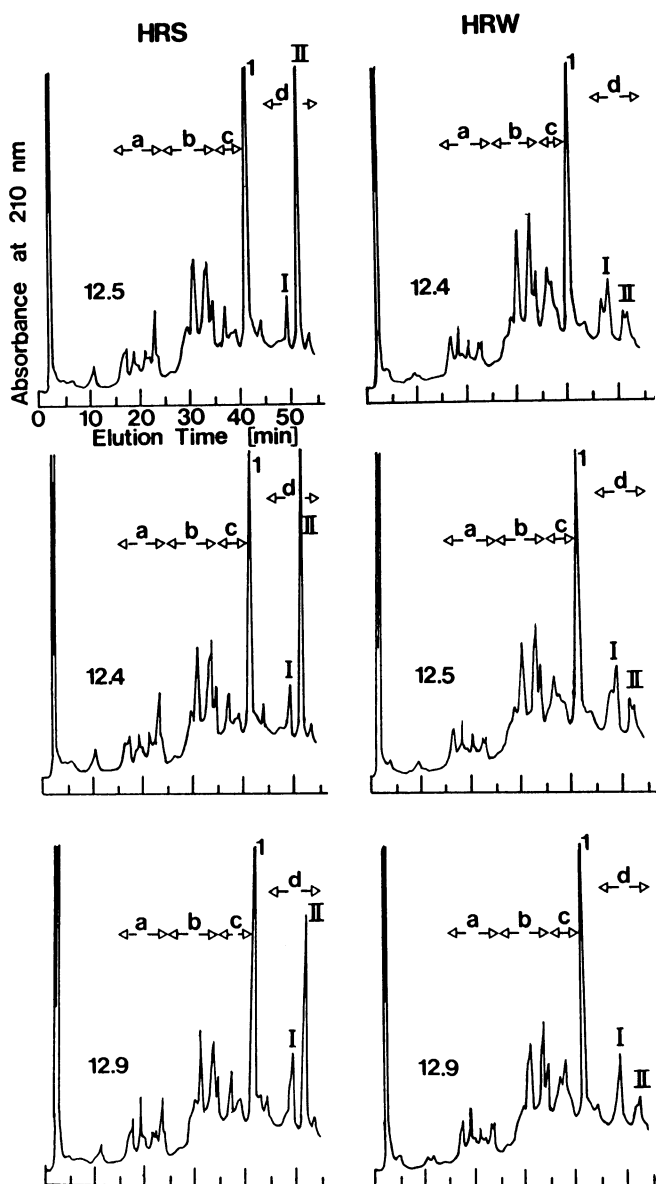 HRS
HRW
Absorbance at 210 nm
a b c 1 d II
12.5
I
a b c 1 d
12.4
I II
0 10 20 30 40 50
Elution Time [min]
a b c 1 d
II
12.4
I
a b c 1 d
12.5
I II
a b c 1 d
II
12.9
I
a b c 1 d
12.9
I II